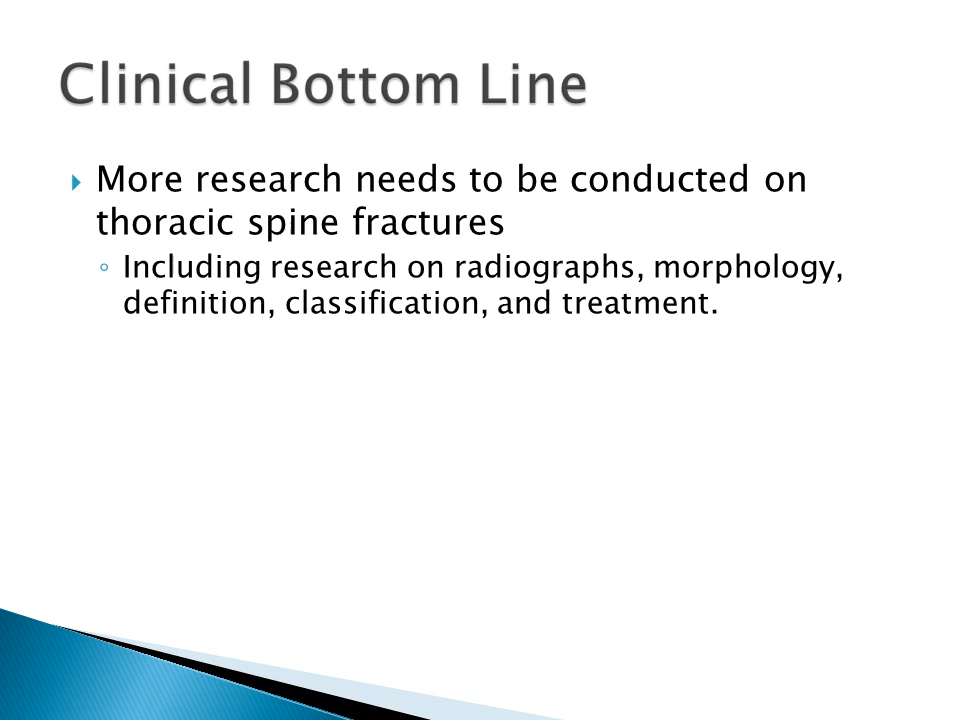 Clinical Bottom Line
More research needs to be conducted on
thoracic spine fractures
Including research on radiographs, morphology,
definition, classification, and treatment.